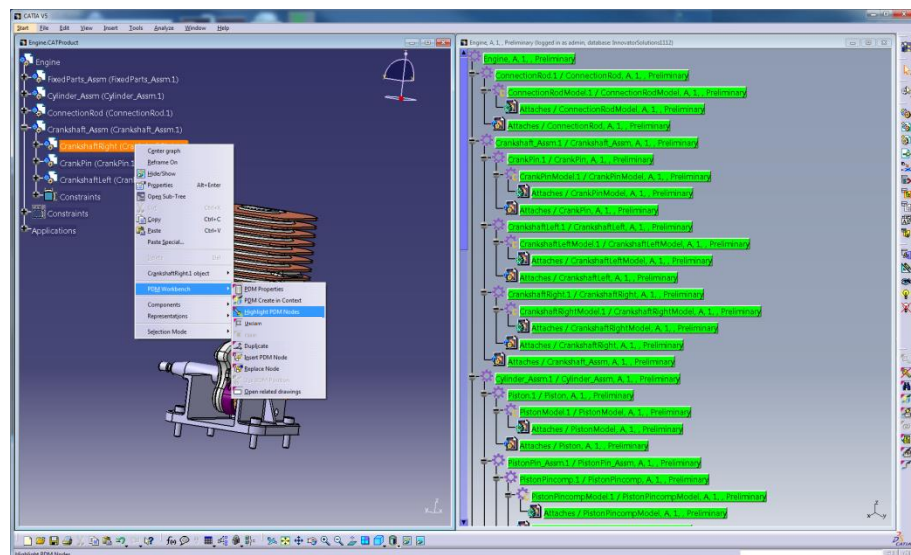 CATIA V5
Start File Edit View Insert Tools Analyze Window Help
Engine.CATProduct
Engine
FixedParts_Assm (FixedParts_Assm.1)
Cylinder_Assm (Cylinder_Assm.1)
ConnectionRod (ConnectionRod.1)
Crankshaft_Assm (Crankshaft_Assm.1)
CrankshaftRight
CrankPin (CrankPin.1
CrankshaftLeft
Constraints
Constraints
Applications
Center graph
Reframe On
Hide/Show
Properties Alt+Enter
Open Sub-Tree
Copy Ctrl+C
Paste Ctrl+V
Paste Special...
CrankshaftRight.1 object
PDM Workbench
Components
Representations
Selection Mode
PDM Properties
PDM Create in Context
Highlight PDM Nodes
Duplicate
Insert PDM Node
Replace Node
Open related drawings
Engine, A, 1, , Preliminary (logged in as admin, database: InnovatorSolutions1112)
Engine, A, 1, , Preliminary
ConnectionRod.1 / ConnectionRod, A, 1, , Preliminary
ConnectionRodModel.1 / ConnectionRodModel, A, 1, , Preliminary
Attaches / ConnectionRodModel, A, 1, , Preliminary
Attaches / ConnectionRod, A, 1, , Preliminary
Crankshaft_Assm.1 / Crankshaft_Assm, A, 1, , Preliminary
CrankPin.1 / CrankPin, A, 1, , Preliminary
CrankPinModel.1 / CrankPinModel, A, 1, , Preliminary
Attaches / CrankPinModel, A, 1, , Preliminary
Attaches / CrankPin, A, 1, , Preliminary
CrankshaftLeft.1 / CrankshaftLeft, A, 1, , Preliminary
CrankshaftLeftModel.1 / CrankshaftLeftModel, A, 1, , Preliminary
Attaches / CrankshaftLeftModel, A, 1, , Preliminary
Attaches / CrankshaftLeft, A, 1, , Preliminary
CrankshaftRight.1 / CrankshaftRight, A, 1, , Preliminary
CrankshaftRightModel.1 / CrankshaftRightModel, A, 1, , Preliminary
Attaches / CrankshaftRightModel, A, 1, , Preliminary
Attaches / CrankshaftRight, A, 1, , Preliminary
Attaches / Crankshaft_Assm, A, 1, , Preliminary
Cylinder_Assm.1 / Cylinder_Assm, A, 1, , Preliminary
Piston.1 / Piston, A, 1, , Preliminary
PistonModel.1 / PistonModel, A, 1, , Preliminary
Attaches / PistonModel, A, 1, , Preliminary
Attaches / Piston, A, 1, , Preliminary
PistonPin_Assm.1 / PistonPin_Assm, A, 1, , Preliminary
PistonPincomp.1 / PistonPincomp, A, 1, , Preliminary
PistonPincompModel.1 / PistonPincompModel, A, 1, , Preliminary
Attaches / PistonPincompModel, A, 1, , Preliminary
Highlight PDM Nodes